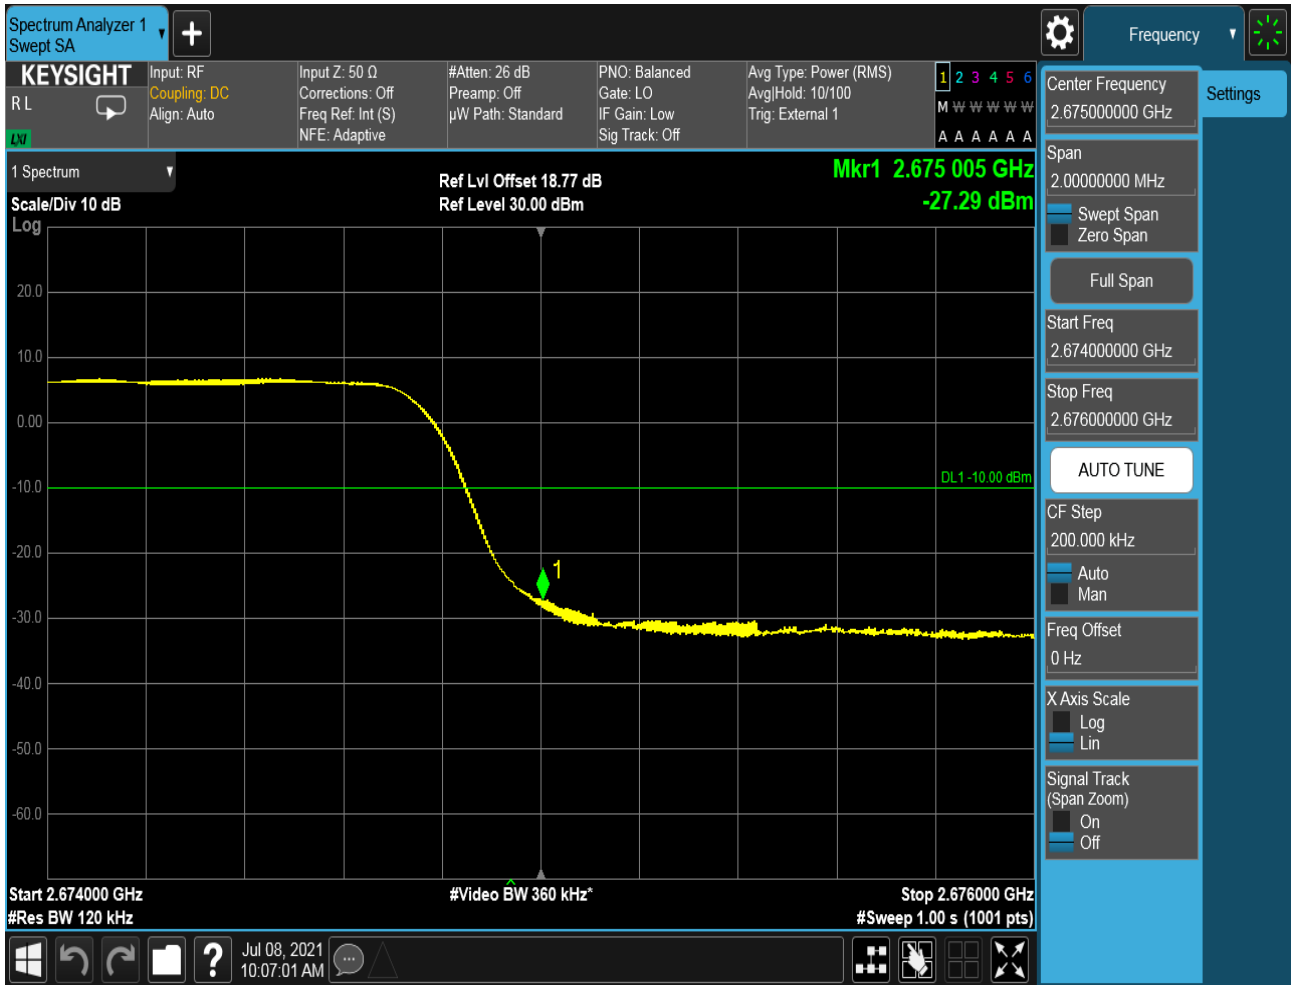 Spectrum Analyzer 1
Swept SA
Frequency
KEYSIGHT
R L
LXI
Input: RF
Coupling: DC
Align: Auto
Input Z: 50 Ω
Corrections: Off
Freq Ref: Int (S)
NFE: Adaptive
#Atten: 26 dB
Preamp: Off
µW Path: Standard
PNO: Balanced
Gate: LO
IF Gain: Low
Sig Track: Off
Avg Type: Power (RMS)
Avg|Hold: 10/100
Trig: External 1
1 2 3 4 5 6
M W W W W W
A A A A A A
1 Spectrum
Scale/Div 10 dB
Log
Ref Lvl Offset 18.77 dB
Ref Level 30.00 dBm
Mkr1 2.675 005 GHz
-27.29 dBm
20.0
10.0
0.00
-10.0
-20.0
-30.0
-40.0
-50.0
-60.0
DL1 -10.00 dBm
1
Start 2.674000 GHz
#Res BW 120 kHz
#Video BW 360 kHz*
Stop 2.676000 GHz
#Sweep 1.00 s (1001 pts)
Jul 08, 2021
10:07:01 AM
Center Frequency
2.675000000 GHz
Settings
Span
2.00000000 MHz
Swept Span
Zero Span
Full Span
Start Freq
2.674000000 GHz
Stop Freq
2.676000000 GHz
AUTO TUNE
CF Step
200.000 kHz
Auto
Man
Freq Offset
0 Hz
X Axis Scale
Log
Lin
Signal Track
(Span Zoom)
On
Off